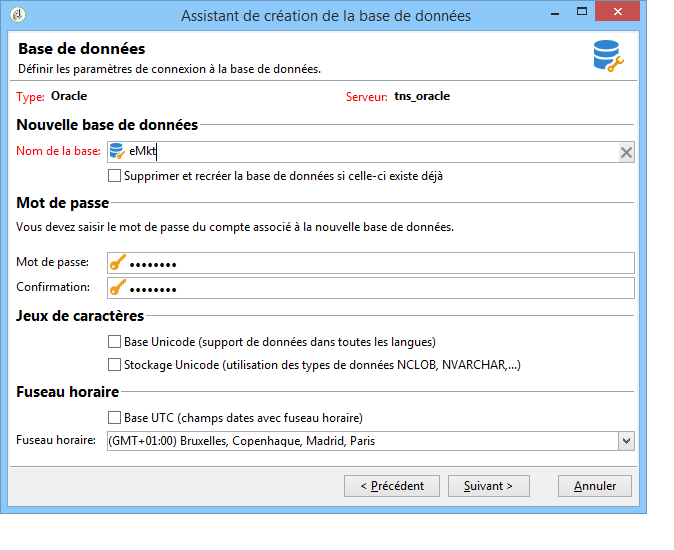 Assistant de création de la base de données
Base de données
Définir les paramètres de connexion à la base de données.
Type: Oracle Serveur: tns_oracle
Nouvelle base de données
Nom de la base: eMkt
Supprimer et recréer la base de données si celle-ci existe déjà
Mot de passe
Vous devez saisir le mot de passe du compte associé à la nouvelle base de données.
Mot de passe: ••••••••
Confirmation: ••••••••
Jeux de caractères
Base Unicode (support de données dans toutes les langues)
Stockage Unicode (utilisation des types de données NCLOB, NVARCHAR,...)
Fuseau horaire
Base UTC (champs dates avec fuseau horaire)
Fuseau horaire: (GMT+01:00) Bruxelles, Copenhaque, Madrid, Paris
< Précédent Suivant > Annuler